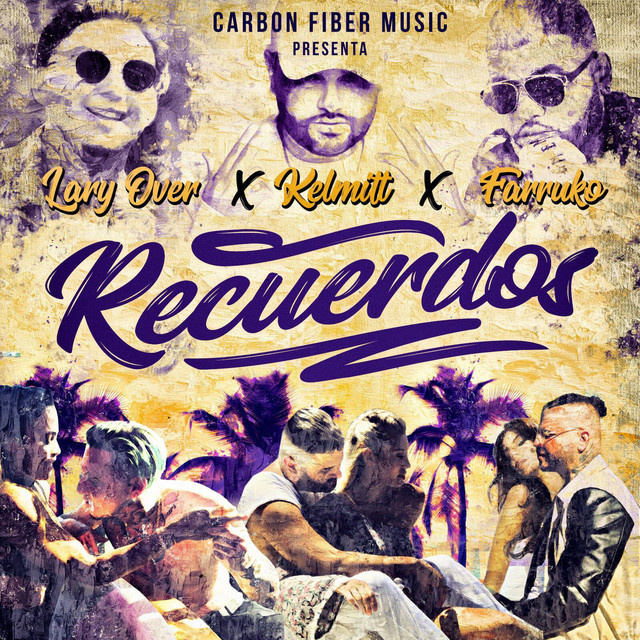 CARBON FIBER MUSIC
PRESENTA
Lary Over X Kelmitt X Farruko
Recuerdos